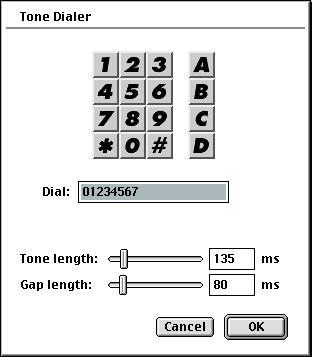 Tone Dialer
1 2 3 A
4 5 6 B
7 8 9 C
* 0 # D
Dial: 01234567
Tone length: 135 ms
Gap length: 80 ms
Cancel OK